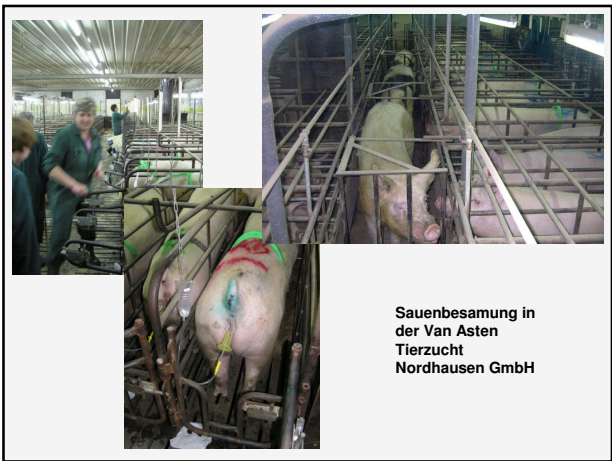 Sauenbesamung in
der Van Asten
Tierzucht
Nordhausen GmbH